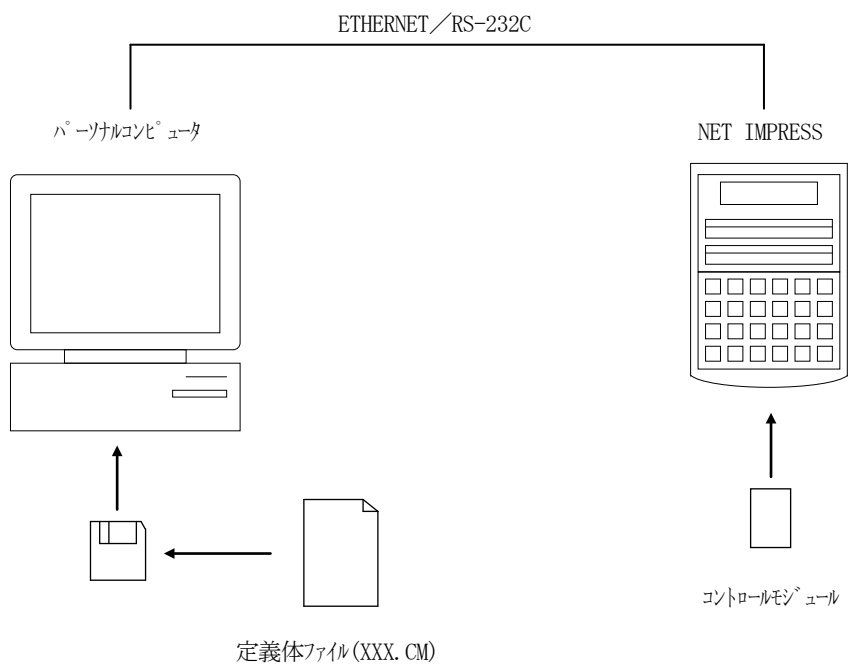 ETHERNET／RS-232C
ﾊﾟｰｿﾅﾙｺﾝﾋﾟｭｰﾀ
NET IMPRESS
ｺﾝﾄﾛｰﾙﾓｼﾞｭｰﾙ
定義体ﾌｧｲﾙ(XXX.CM)